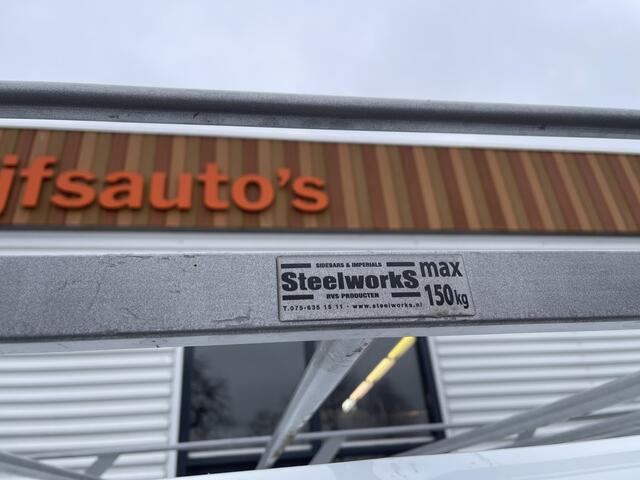 jfsauto's
SIDEBARS & IMPERIALS
SteelworkS
RVS PRODUCTEN
T.075-635 15 11 - www.steelworks.nl
max
150kg